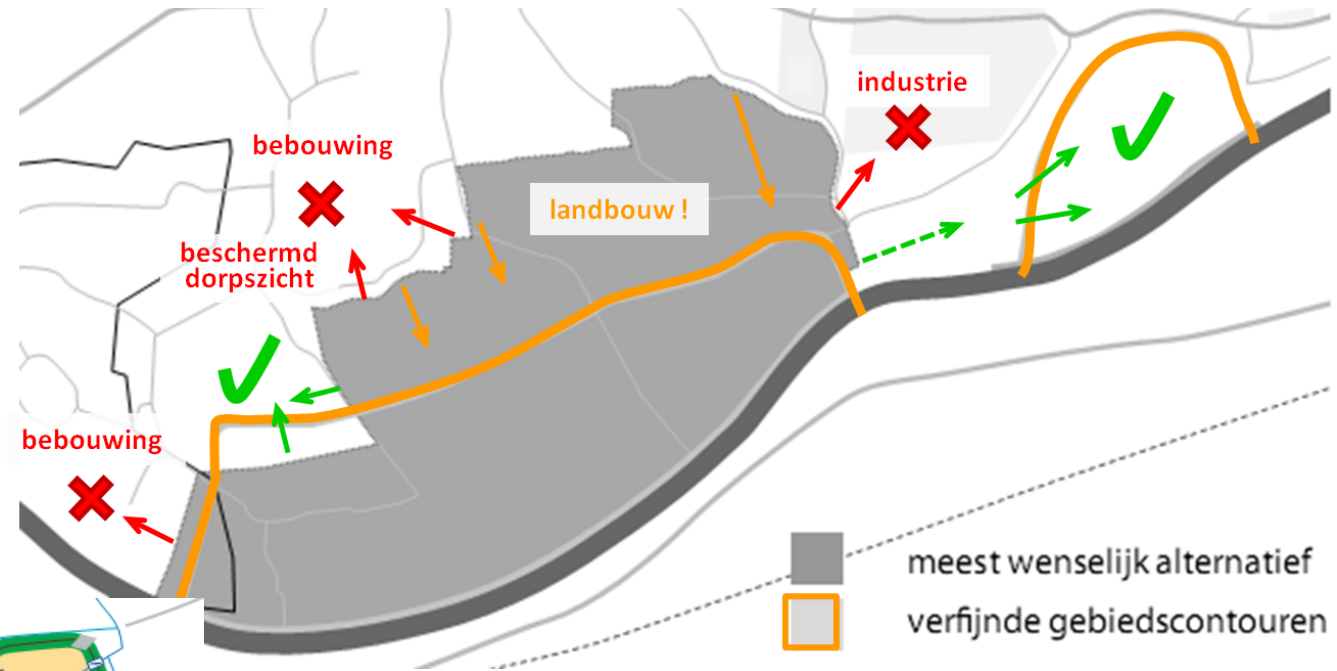 industrie
bebouwing
landbouw !
beschermd
dorpszicht
bebouwing
meest wenselijk alternatief
verfijnde gebiedscontouren